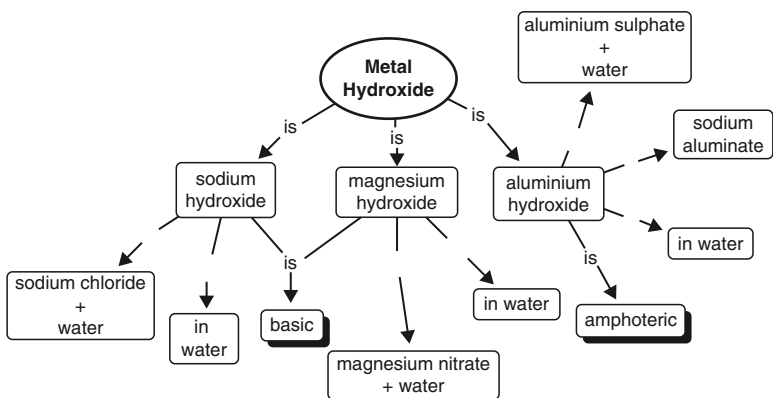 aluminium sulphate
+
water
Metal
Hydroxide
is
is
is
sodium
aluminate
sodium
hydroxide
magnesium
hydroxide
aluminium
hydroxide
in water
is
is
sodium chloride
+
water
in
water
basic
in water
amphoteric
magnesium nitrate
+ water